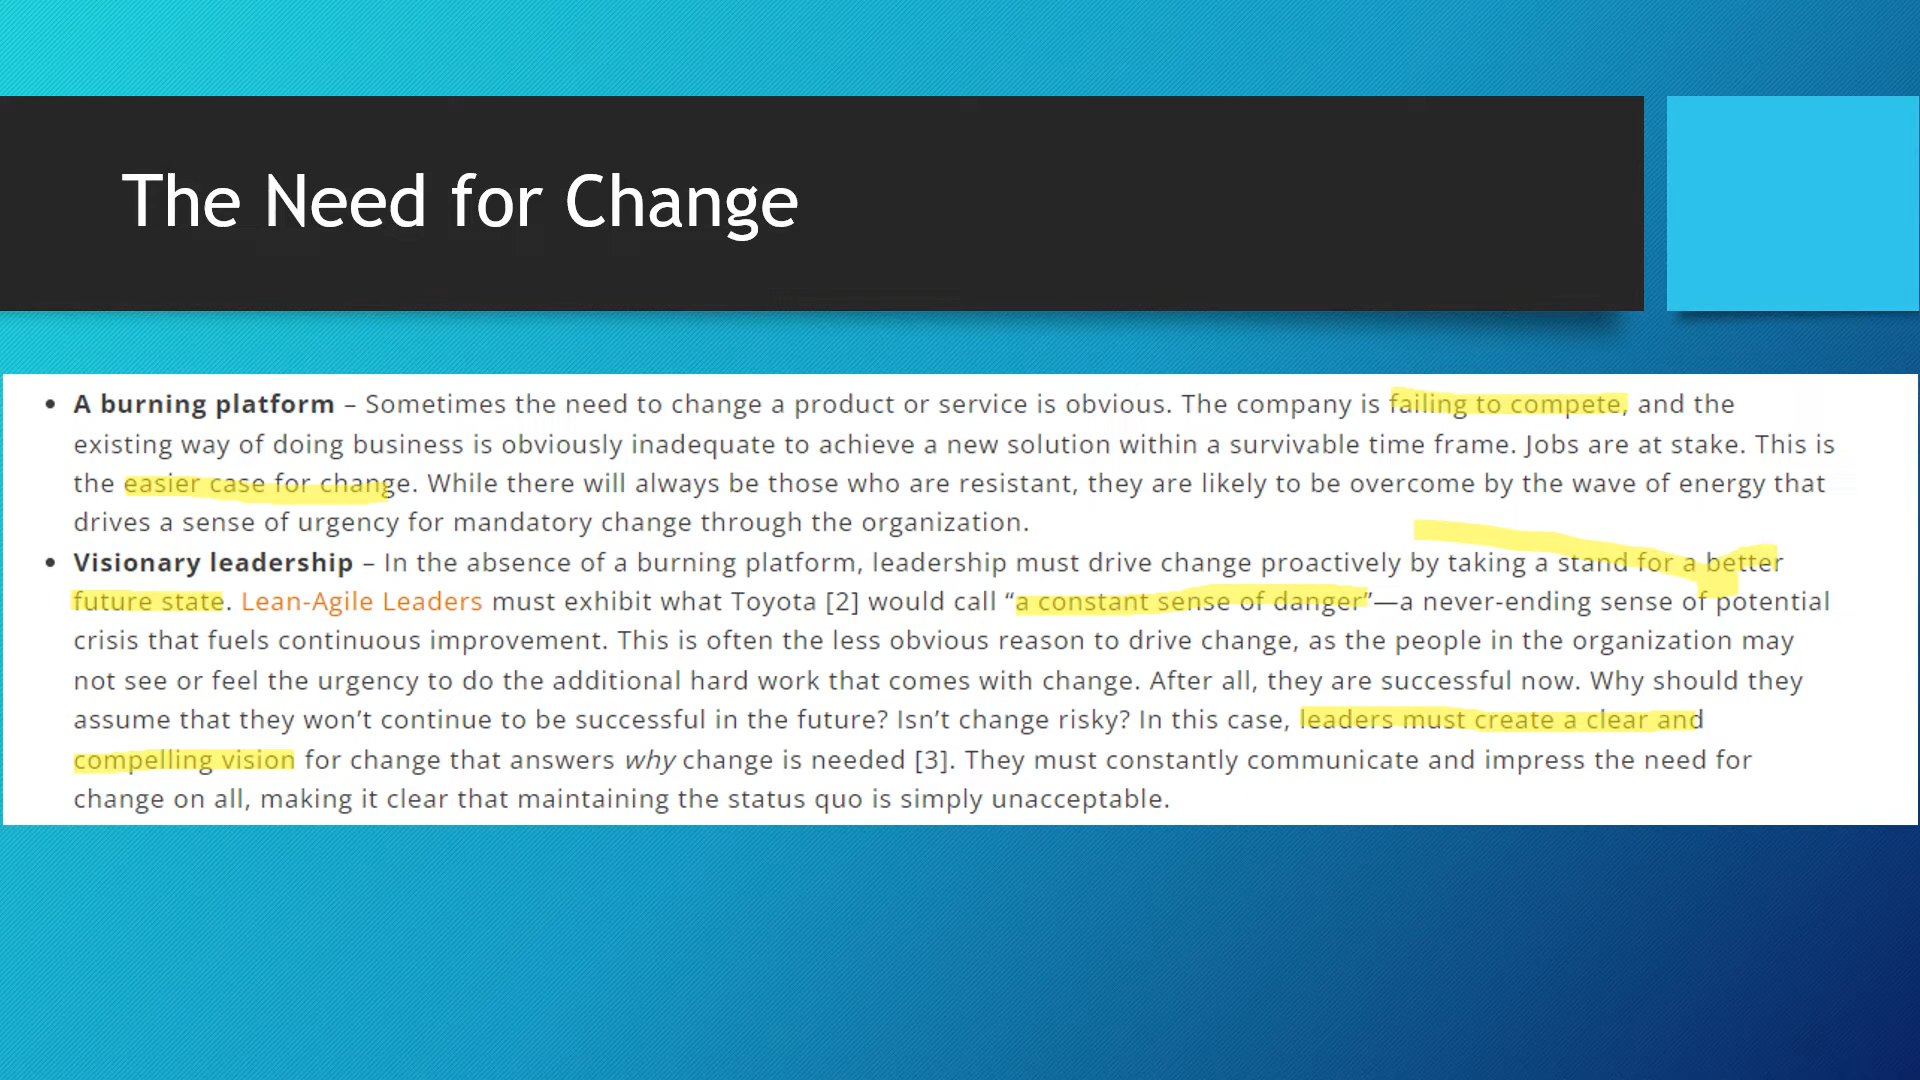 The Need for Change
• A burning platform – Sometimes the need to change a product or service is obvious. The company is failing to compete, and the
existing way of doing business is obviously inadequate to achieve a new solution within a survivable time frame. Jobs are at stake. This is
the easier case for change. While there will always be those who are resistant, they are likely to be overcome by the wave of energy that
drives a sense of urgency for mandatory change through the organization.
• Visionary leadership – In the absence of a burning platform, leadership must drive change proactively by taking a stand for a better
future state. Lean-Agile Leaders must exhibit what Toyota [2] would call “a constant sense of danger”—a never-ending sense of potential
crisis that fuels continuous improvement. This is often the less obvious reason to drive change, as the people in the organization may
not see or feel the urgency to do the additional hard work that comes with change. After all, they are successful now. Why should they
assume that they won’t continue to be successful in the future? Isn’t change risky? In this case, leaders must create a clear and
compelling vision for change that answers why change is needed [3]. They must constantly communicate and impress the need for
change on all, making it clear that maintaining the status quo is simply unacceptable.